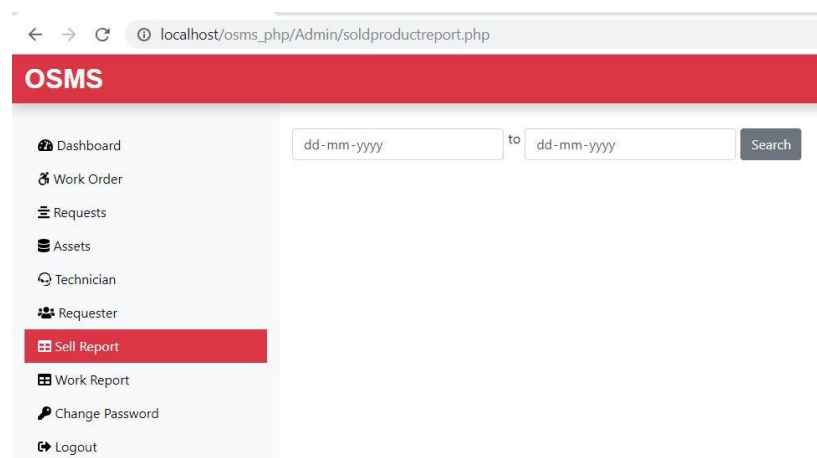 localhost/osms_php/Admin/soldproductreport.php
OSMS
Dashboard
dd-mm-yyyy to dd-mm-yyyy Search
Work Order
Requests
Assets
Technician
Requester
Sell Report
Work Report
Change Password
Logout